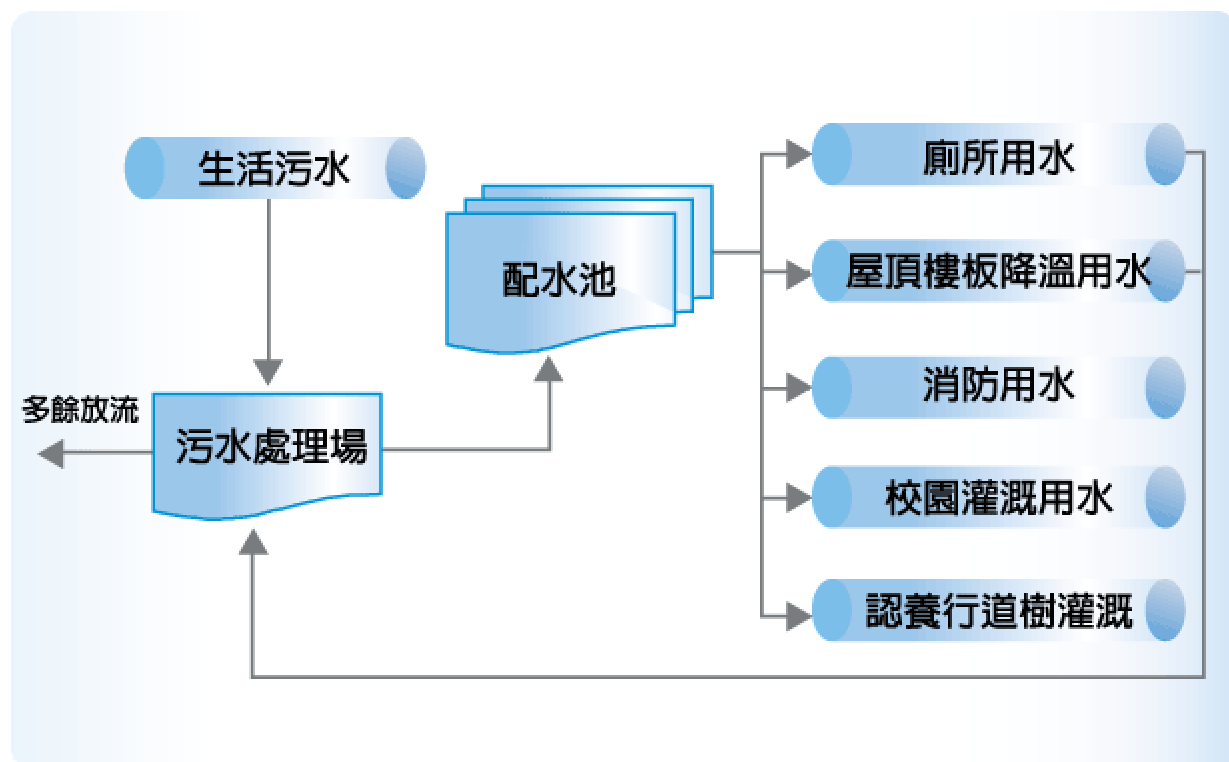 生活污水
配水池
污水處理場
多餘放流
廁所用水
屋頂樓板降溫用水
消防用水
校園灌溉用水
認養行道樹灌溉